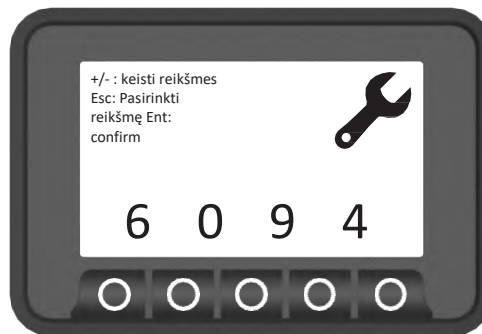 +/- : keisti reikšmes
Esc: Pasirinkti
reikšmę Ent:
confirm
6 0 9 4